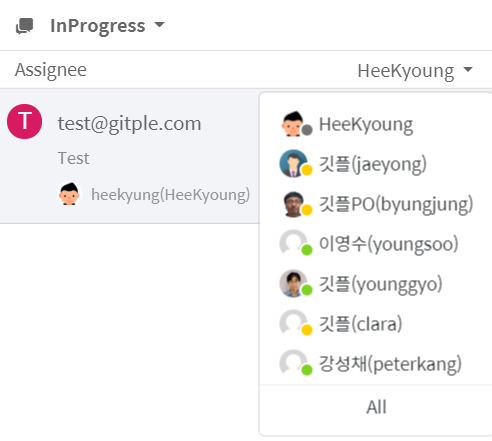 InProgress
Assignee
HeeKyoung
T
test@gitple.com
Test
heekyung(HeeKyoung)
HeeKyoung
깃플(jaeyong)
깃플PO(byungjung)
이영수(youngsoo)
깃플(younggyo)
깃플(clara)
강성채(peterkang)
All